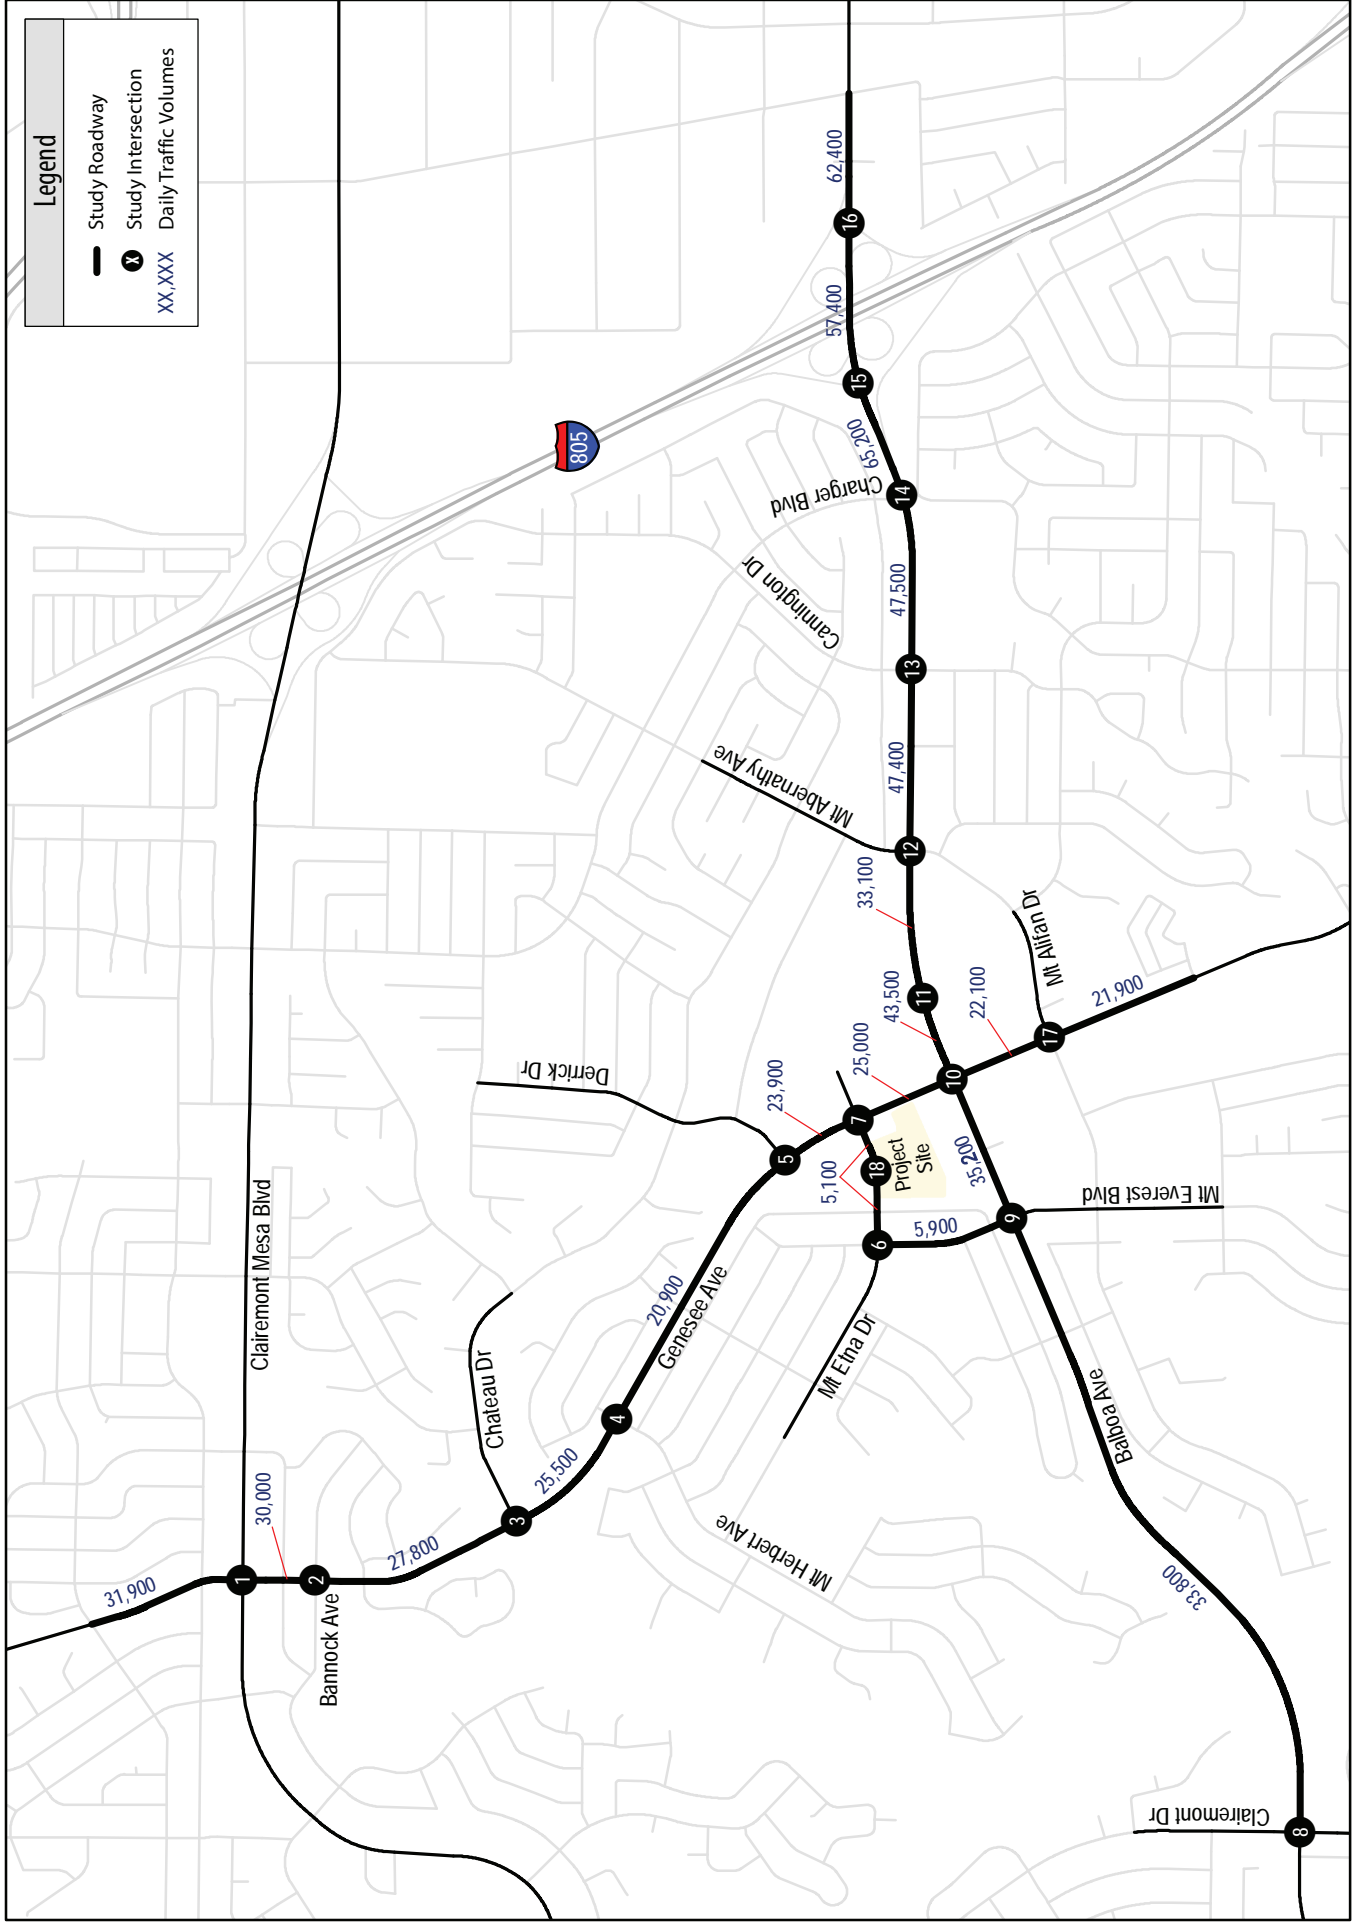 Legend
Study Roadway
X
Study Intersection
XX,XXX
Daily Traffic Volumes
805
Clairemont Mesa Blvd
31,900
1
30,000
2
Bannock Ave
27,800
3
Chateau Dr
25,500
4
20,900
Genesee Ave
Mt Herbert Ave
Derrick Dr
5
23,900
7
25,000
5,100
18
Project
Site
6
5,900
Mt Etna Dr
9
Mt Everest Blvd
35,200
Balboa Ave
33,800
8
Clairemont Dr
10
43,500
22,100
11
33,100
12
Mt Abernathy Ave
47,400
13
Cannington Dr
47,500
14
Charger Blvd
65,200
15
57,400
16
62,400
17
Mt Alifan Dr
21,900